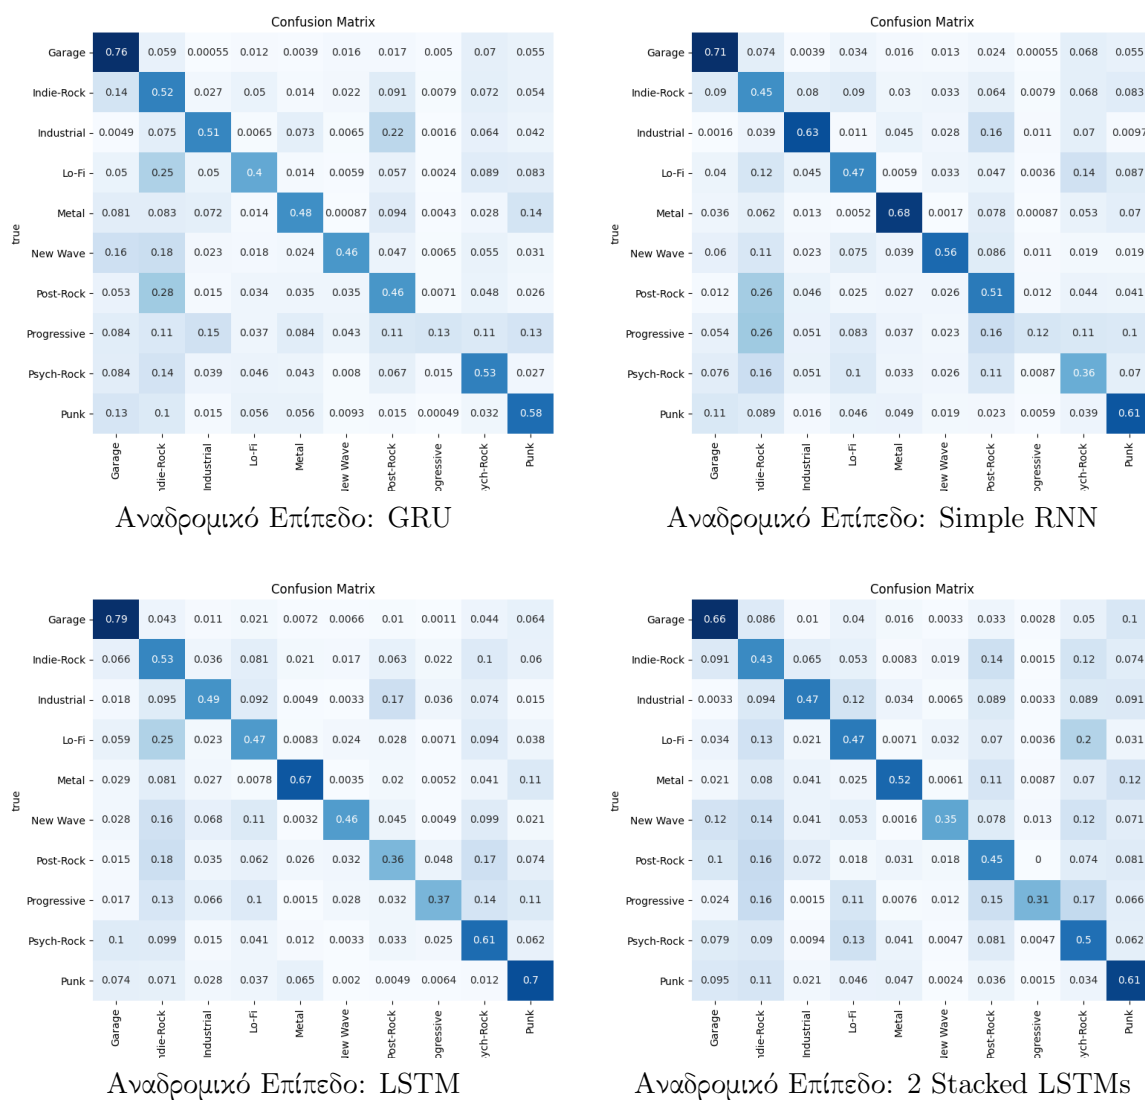 Confusion Matrix
true
Garage 0.76 0.059 0.00055 0.012 0.0039 0.016 0.017 0.005 0.07 0.055
Indie-Rock 0.14 0.52 0.027 0.05 0.014 0.022 0.091 0.0079 0.072 0.054
Industrial 0.0049 0.075 0.51 0.0065 0.073 0.0065 0.22 0.0016 0.064 0.042
Lo-Fi 0.05 0.25 0.05 0.4 0.014 0.0059 0.057 0.0024 0.089 0.083
Metal 0.081 0.083 0.072 0.014 0.48 0.00087 0.094 0.0043 0.028 0.14
New Wave 0.16 0.18 0.023 0.018 0.024 0.46 0.047 0.0065 0.055 0.031
Post-Rock 0.053 0.28 0.015 0.034 0.035 0.035 0.46 0.0071 0.048 0.026
Progressive 0.084 0.11 0.15 0.037 0.084 0.043 0.11 0.13 0.11 0.13
Psych-Rock 0.084 0.14 0.039 0.046 0.043 0.008 0.067 0.015 0.53 0.027
Punk 0.13 0.1 0.015 0.056 0.056 0.0093 0.015 0.00049 0.032 0.58
Garage ndie-Rock Industrial Lo-Fi Metal New Wave Post-Rock ogressive ych-Rock Punk
Αναδρομικό Επίπεδο: GRU
Confusion Matrix
true
Garage 0.71 0.074 0.0039 0.034 0.016 0.013 0.024 0.00055 0.068 0.055
Indie-Rock 0.09 0.45 0.08 0.09 0.03 0.033 0.064 0.0079 0.068 0.083
Industrial 0.0016 0.039 0.63 0.011 0.045 0.028 0.16 0.011 0.07 0.0097
Lo-Fi 0.04 0.12 0.045 0.47 0.0059 0.033 0.047 0.0036 0.14 0.087
Metal 0.036 0.062 0.013 0.0052 0.68 0.0017 0.078 0.00087 0.053 0.07
New Wave 0.06 0.11 0.023 0.075 0.039 0.56 0.086 0.011 0.019 0.019
Post-Rock 0.012 0.26 0.046 0.025 0.027 0.026 0.51 0.012 0.044 0.041
Progressive 0.054 0.26 0.051 0.083 0.037 0.023 0.16 0.12 0.11 0.1
Psych-Rock 0.076 0.16 0.051 0.1 0.033 0.026 0.11 0.0087 0.36 0.07
Punk 0.11 0.089 0.016 0.046 0.049 0.019 0.023 0.0059 0.039 0.61
Garage ndie-Rock Industrial Lo-Fi Metal New Wave Post-Rock ogressive ych-Rock Punk
Αναδρομικό Επίπεδο: Simple RNN
Confusion Matrix
true
Garage 0.79 0.043 0.011 0.021 0.0072 0.0066 0.01 0.0011 0.044 0.064
Indie-Rock 0.066 0.53 0.036 0.081 0.021 0.017 0.063 0.022 0.1 0.06
Industrial 0.018 0.095 0.49 0.092 0.0049 0.0033 0.17 0.036 0.074 0.015
Lo-Fi 0.059 0.25 0.023 0.47 0.0083 0.024 0.028 0.0071 0.094 0.038
Metal 0.029 0.081 0.027 0.0078 0.67 0.0035 0.02 0.0052 0.041 0.11
New Wave 0.028 0.16 0.068 0.11 0.0032 0.46 0.045 0.0049 0.099 0.021
Post-Rock 0.015 0.18 0.035 0.062 0.026 0.032 0.36 0.048 0.17 0.074
Progressive 0.017 0.13 0.066 0.1 0.0015 0.028 0.032 0.37 0.14 0.11
Psych-Rock 0.1 0.099 0.015 0.041 0.012 0.0033 0.033 0.025 0.61 0.062
Punk 0.074 0.071 0.028 0.037 0.065 0.002 0.0049 0.0064 0.012 0.7
Garage ndie-Rock Industrial Lo-Fi Metal New Wave Post-Rock ogressive ych-Rock Punk
Αναδρομικό Επίπεδο: LSTM
Confusion Matrix
true
Garage 0.66 0.086 0.01 0.04 0.016 0.0033 0.033 0.0028 0.05 0.1
Indie-Rock 0.091 0.43 0.065 0.053 0.0083 0.019 0.14 0.0015 0.12 0.074
Industrial 0.0033 0.094 0.47 0.12 0.034 0.0065 0.089 0.0033 0.089 0.091
Lo-Fi 0.034 0.13 0.021 0.47 0.0071 0.032 0.07 0.0036 0.2 0.031
Metal 0.021 0.08 0.041 0.025 0.52 0.0061 0.11 0.0087 0.07 0.12
New Wave 0.12 0.14 0.041 0.053 0.0016 0.35 0.078 0.013 0.12 0.071
Post-Rock 0.1 0.16 0.072 0.018 0.031 0.018 0.45 0 0.074 0.081
Progressive 0.024 0.16 0.0015 0.11 0.0076 0.012 0.15 0.31 0.17 0.066
Psych-Rock 0.079 0.09 0.0094 0.13 0.041 0.0047 0.081 0.0047 0.5 0.062
Punk 0.095 0.11 0.021 0.046 0.047 0.0024 0.036 0.0015 0.034 0.61
Garage ndie-Rock Industrial Lo-Fi Metal New Wave Post-Rock ogressive ych-Rock Punk
Αναδρομικό Επίπεδο: 2 Stacked LSTMs